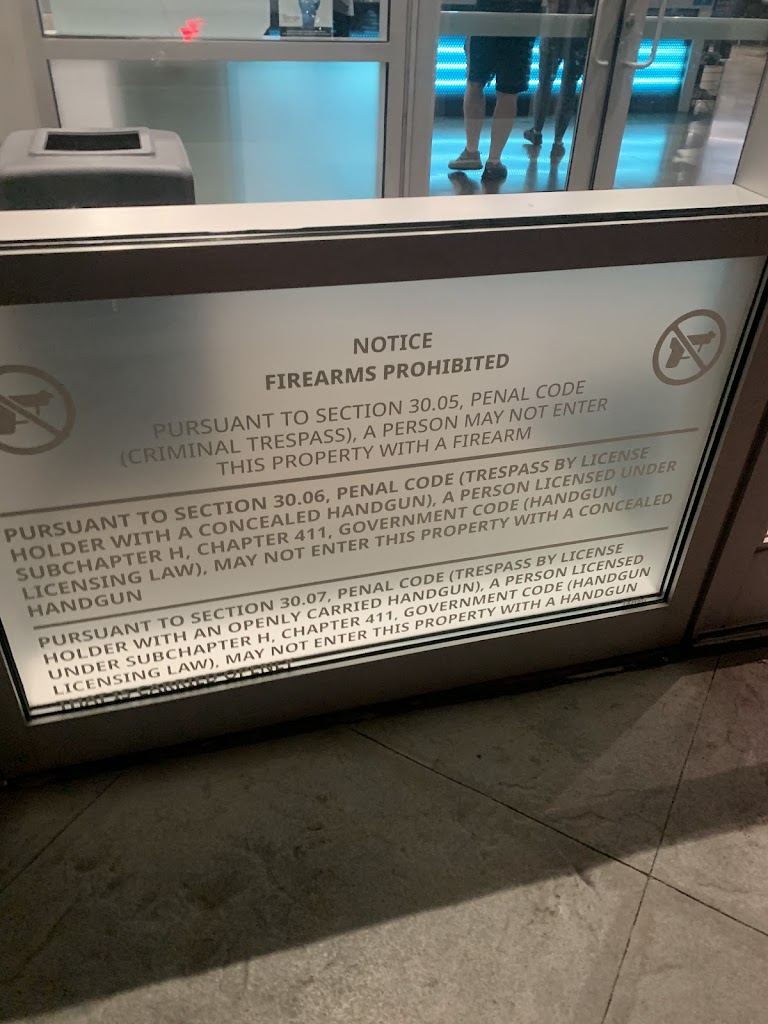 NOTICE
FIREARMS PROHIBITED
PURSUANT TO SECTION 30.05, PENAL CODE
(CRIMINAL TRESPASS), A PERSON MAY NOT ENTER
THIS PROPERTY WITH A FIREARM
PURSUANT TO SECTION 30.06, PENAL CODE (TRESPASS BY LICENSE
HOLDER WITH A CONCEALED HANDGUN), A PERSON LICENSED UNDER
SUBCHAPTER H, CHAPTER 411, GOVERNMENT CODE (HANDGUN
LICENSING LAW), MAY NOT ENTER THIS PROPERTY WITH A CONCEALED
HANDGUN
PURSUANT TO SECTION 30.07, PENAL CODE (TRESPASS BY LICENSE
HOLDER WITH AN OPENLY CARRIED HANDGUN), A PERSON LICENSED
UNDER SUBCHAPTER H, CHAPTER 411, GOVERNMENT CODE (HANDGUN
LICENSING LAW), MAY NOT ENTER THIS PROPERTY WITH A HANDGUN